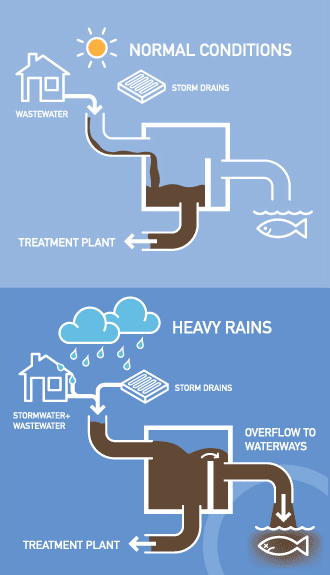 NORMAL CONDITIONS
STORM DRAINS
WASTEWATER
TREATMENT PLANT
HEAVY RAINS
STORM DRAINS
STORMWATER+
WASTEWATER
OVERFLOW TO
WATERWAYS
TREATMENT PLANT